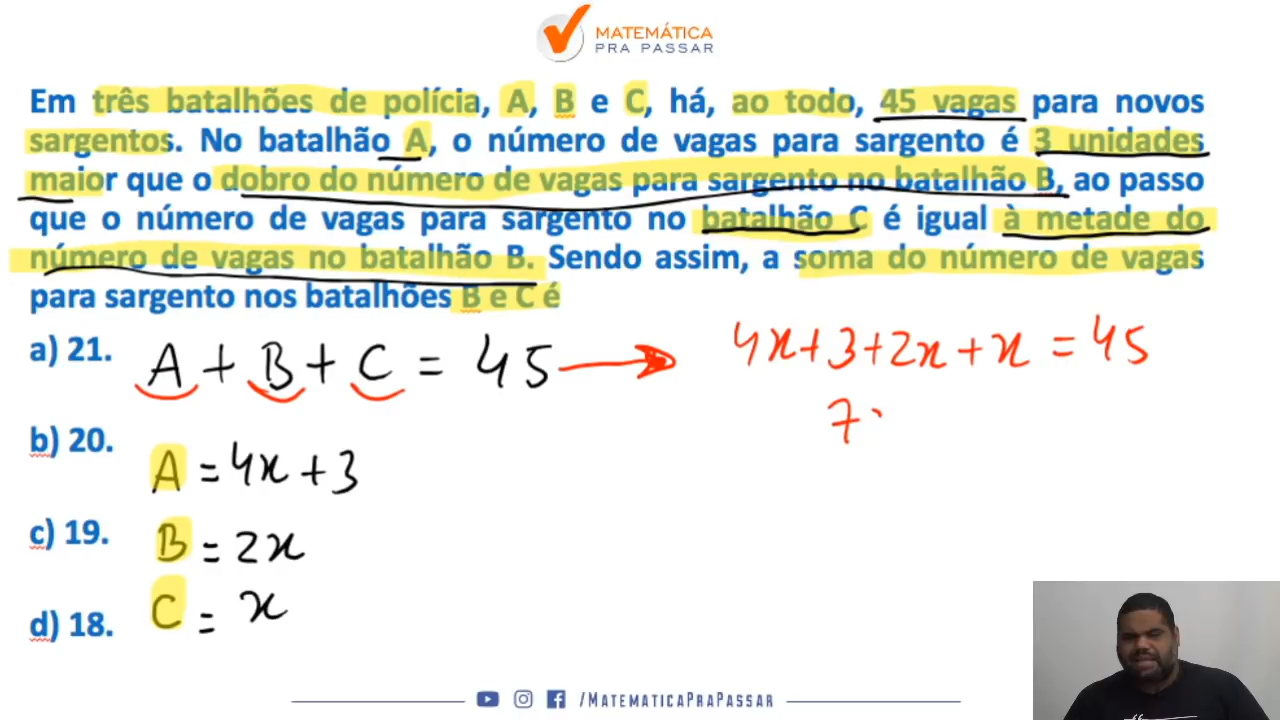 MATEMÁTICA
PRA PASSAR
Em três batalhões de polícia, A, B e C, há, ao todo, 45 vagas para novos
sargentos. No batalhão A, o número de vagas para sargento é 3 unidades
maior que o dobro do número de vagas para sargento no batalhão B, ao passo
que o número de vagas para sargento no batalhão C é igual à metade do
número de vagas no batalhão B. Sendo assim, a soma do número de vagas
para sargento nos batalhões B e C é
a) 21.
A + B + C = 45
4x + 3 + 2x + x = 45
7
b) 20.
A = 4x + 3
c) 19.
B = 2x
d) 18.
C = x
/MATEMATICAPRAPASSAR